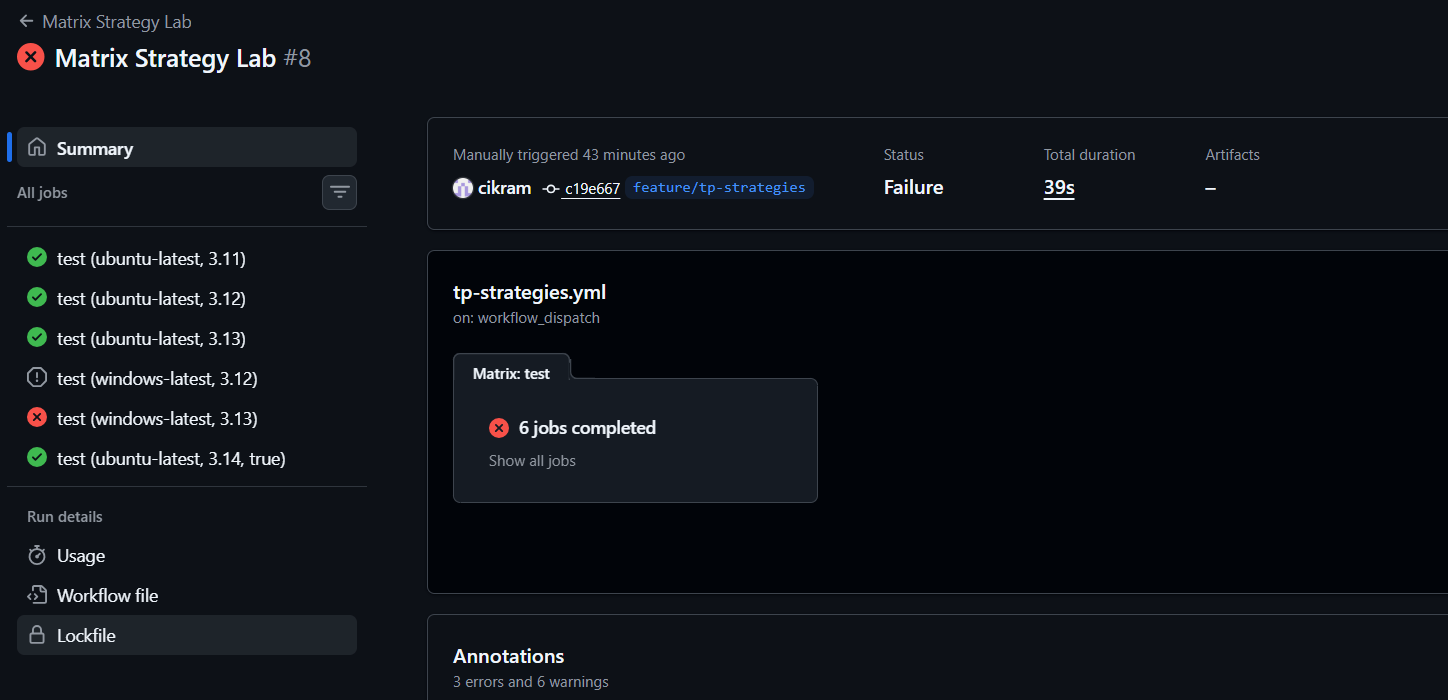 Matrix Strategy Lab
Matrix Strategy Lab #8
Summary
All jobs
test (ubuntu-latest, 3.11)
test (ubuntu-latest, 3.12)
test (ubuntu-latest, 3.13)
test (windows-latest, 3.12)
test (windows-latest, 3.13)
test (ubuntu-latest, 3.14, true)
Run details
Usage
Workflow file
Lockfile
Manually triggered 43 minutes ago
cikram c19e667 feature/tp-strategies
Status
Failure
Total duration
39s
Artifacts
–
tp-strategies.yml
on: workflow_dispatch
Matrix: test
6 jobs completed
Show all jobs
Annotations
3 errors and 6 warnings